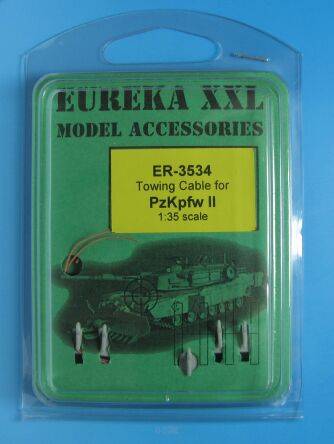 EUREKA XXL
MODEL ACCESSORIES
ER-3534
Towing Cable for
PzKpfw II
1:35 scale